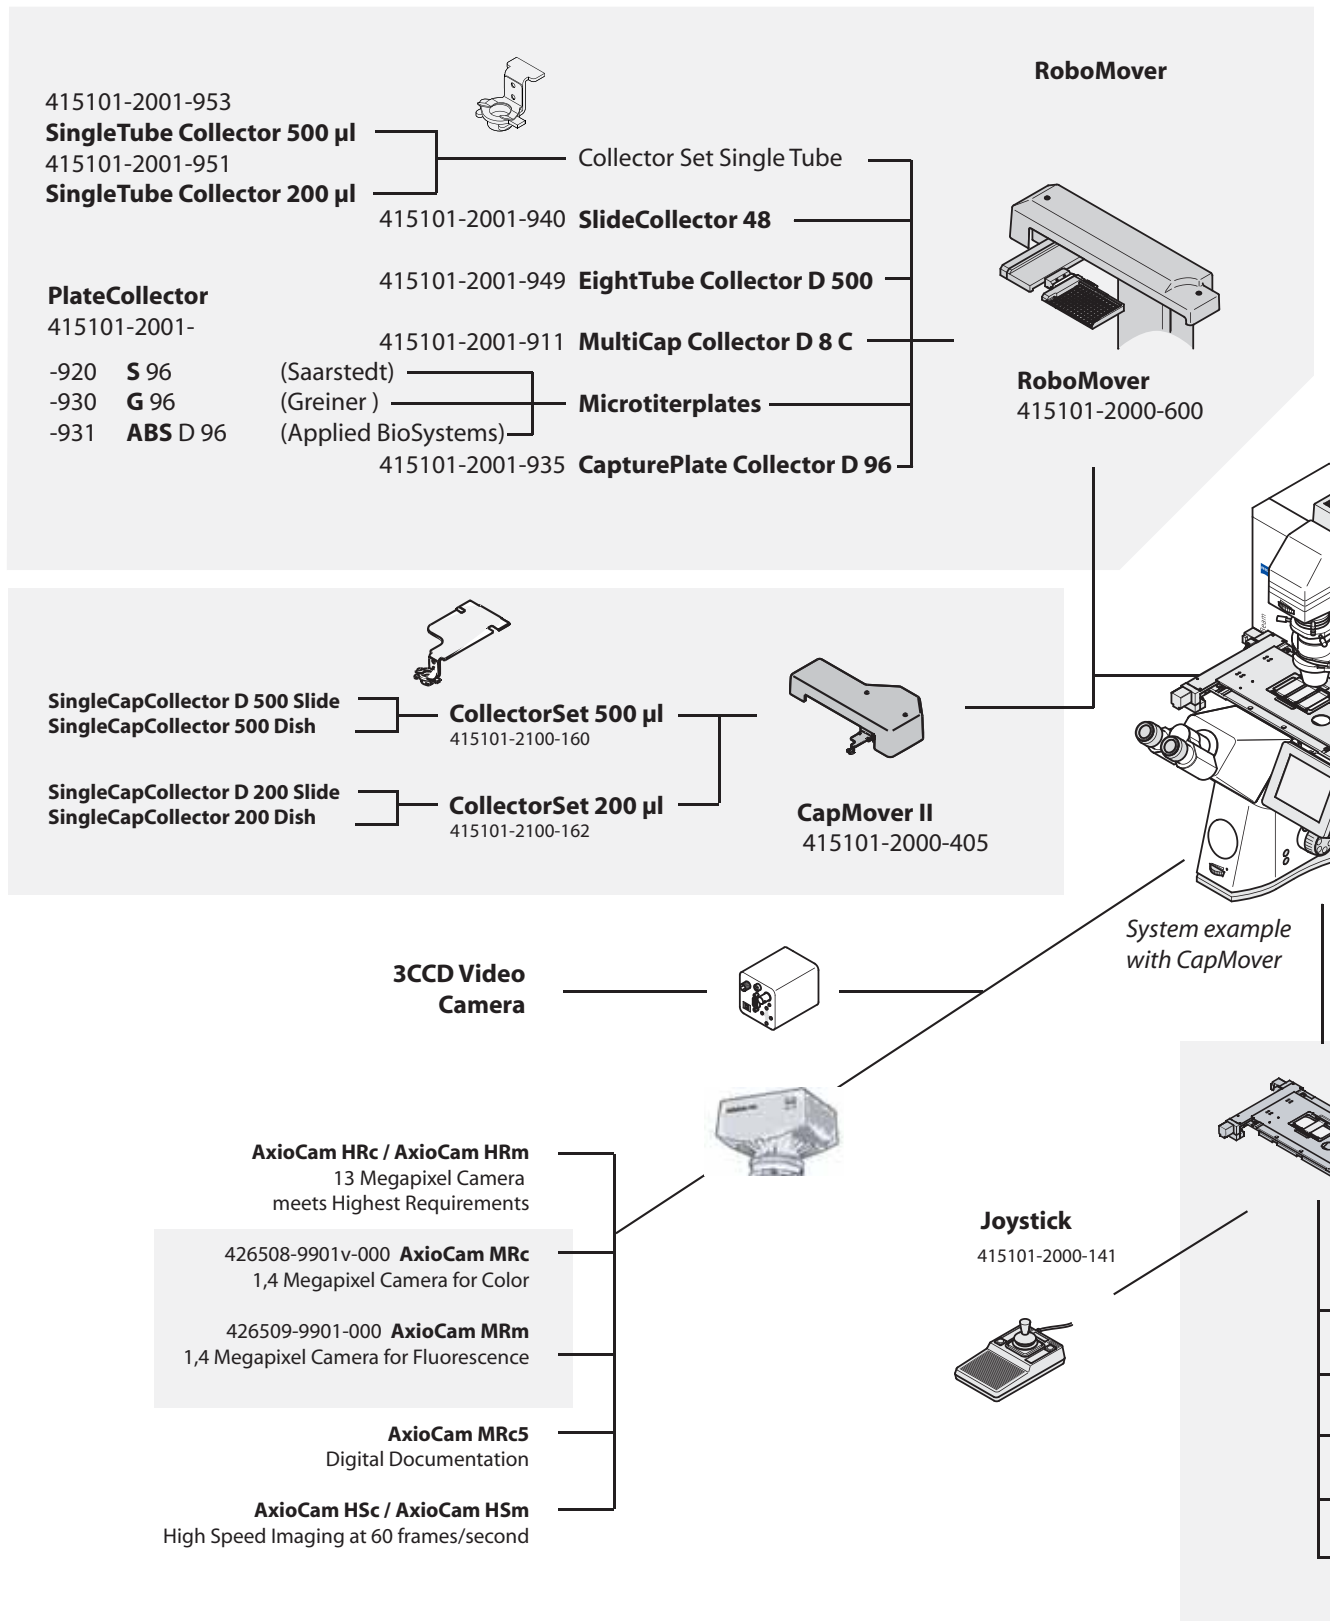 RoboMover
415101-2001-953
SingleTube Collector 500 µl
415101-2001-951
SingleTube Collector 200 µl
Collector Set Single Tube
415101-2001-940 SlideCollector 48
415101-2001-949 EightTube Collector D 500
415101-2001-911 MultiCap Collector D 8 C
PlateCollector
415101-2001-
-920 S 96 (Saarstedt)
-930 G 96 (Greiner )
-931 ABS D 96 (Applied BioSystems)
Microtiterplates
415101-2001-935 CapturePlate Collector D 96
RoboMover
415101-2000-600
SingleCapCollector D 500 Slide
SingleCapCollector 500 Dish
CollectorSet 500 µl
415101-2100-160
SingleCapCollector D 200 Slide
SingleCapCollector 200 Dish
CollectorSet 200 µl
415101-2100-162
CapMover II
415101-2000-405
System example
with CapMover
3CCD Video
Camera
AxioCam HRc / AxioCam HRm
13 Megapixel Camera
meets Highest Requirements
426508-9901v-000 AxioCam MRc
1,4 Megapixel Camera for Color
426509-9901-000 AxioCam MRm
1,4 Megapixel Camera for Fluorescence
AxioCam MRc5
Digital Documentation
AxioCam HSc / AxioCam HSm
High Speed Imaging at 60 frames/second
Joystick
415101-2000-141